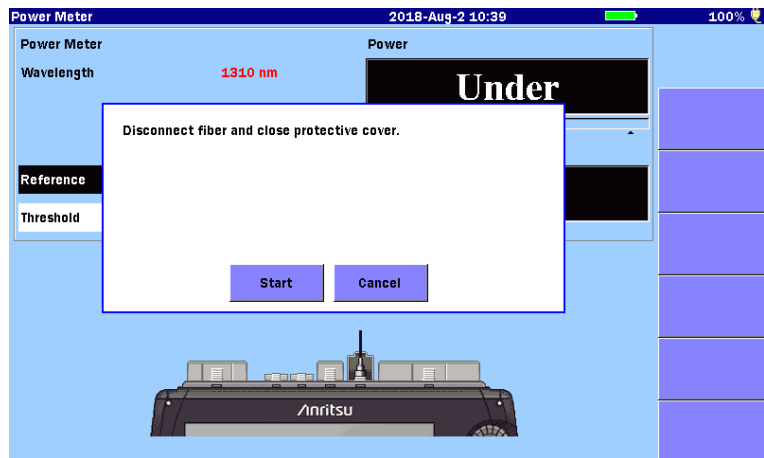 Power Meter 2018-Aug-2 10:39 100%
Power Meter Power
Wavelength 1310 nm
Under
Disconnect fiber and close protective cover.
Reference
Threshold
Start Cancel
Anritsu